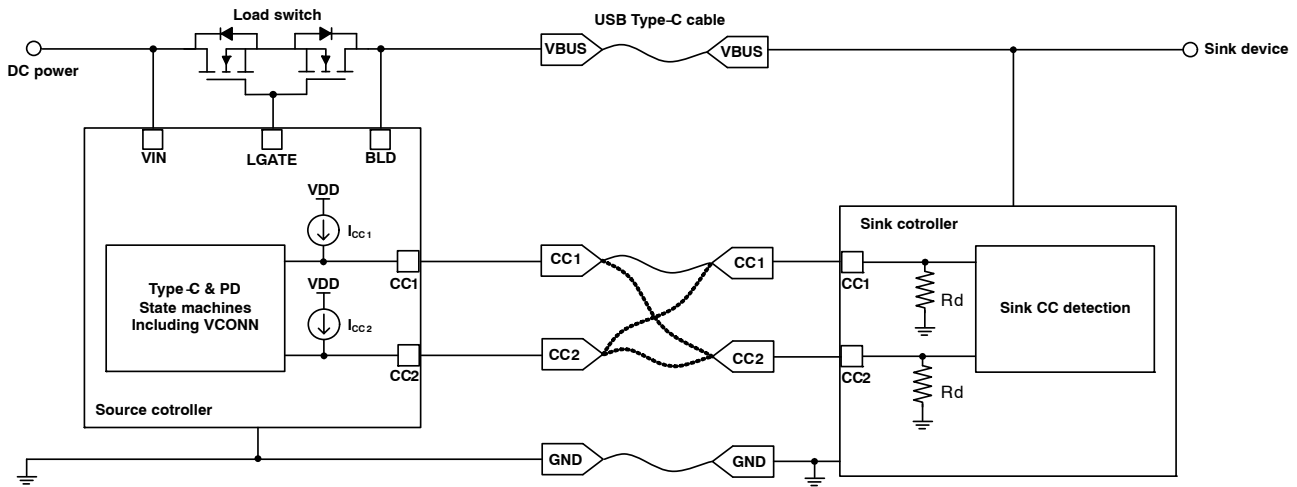 Load switch
USB Type-C cable
DC power
VBUS
VBUS
Sink device
VIN
LGATE
BLD
VDD
ICC1
Sink cotroller
CC1
CC1
CC1
CC1
Type-C & PD
State machines
Including VCONN
VDD
ICC2
Rd
Sink CC detection
CC2
CC2
CC2
CC2
Rd
Source cotroller
GND
GND